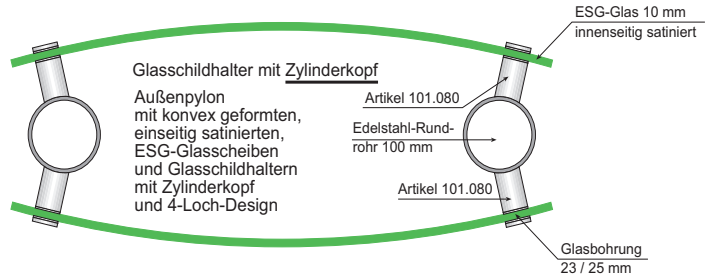 ESG-Glas 10 mm
innenseitig satiniert
Glasschildhalter mit Zylinderkopf
Außenpylon
mit konvex geformten,
einseitig satinierten,
ESG-Glasscheiben
und Glasschildhaltern
mit Zylinderkopf
und 4-Loch-Design
Artikel 101.080
Edelstahl-Rund-
rohr 100 mm
Artikel 101.080
Glasbohrung
23 / 25 mm